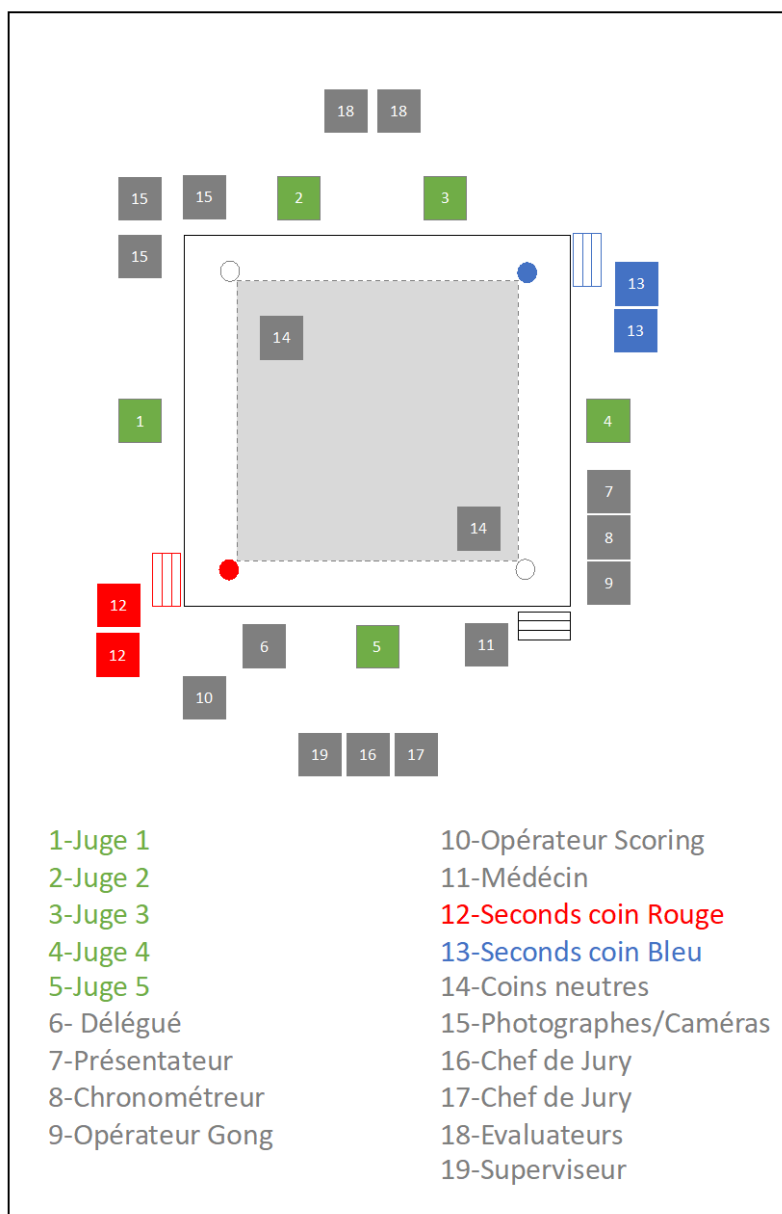 18 18
15 15 2 3
15
13
14 13
1 4
7
14 8
9
12
12 6 5 11
10
19 16 17
1-Juge 1
2-Juge 2
3-Juge 3
4-Juge 4
5-Juge 5
6- Délégué
7-Présentateur
8-Chronométreur
9-Opérateur Gong
10-Opérateur Scoring
11-Médécin
12-Seconds coin Rouge
13-Seconds coin Bleu
14-Coins neutres
15-Photographes/Caméras
16-Chef de Jury
17-Chef de Jury
18-Evaluateurs
19-Superviseur